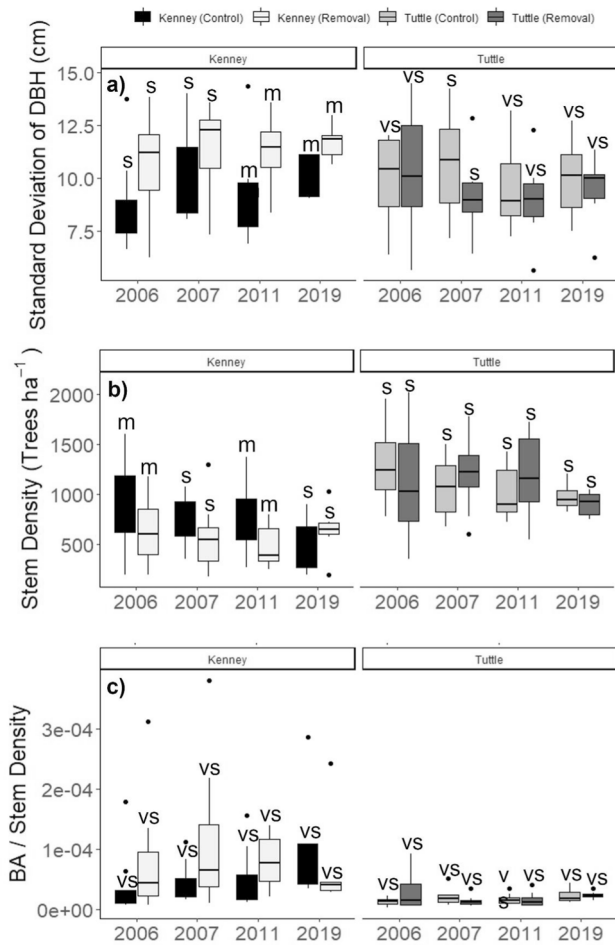 Kenney (Control) Kenney (Removal) Tuttle (Control) Tuttle (Removal)
Kenney Tuttle
a)
Standard Deviation of DBH (cm)
15.0
12.5
10.0
7.5
s s s s m m m m
vs vs s s vs vs vs vs
2006 2007 2011 2019 2006 2007 2011 2019
Kenney Tuttle
b)
Stem Density (Trees ha⁻¹)
2000
1500
1000
500
m m s s m m s s
s s s s s s s s
2006 2007 2011 2019 2006 2007 2011 2019
Kenney Tuttle
c)
BA / Stem Density
3e-04
2e-04
1e-04
0e+00
vs vs vs vs vs vs vs vs
vs vs vs vs v s vs vs vs
2006 2007 2011 2019 2006 2007 2011 2019